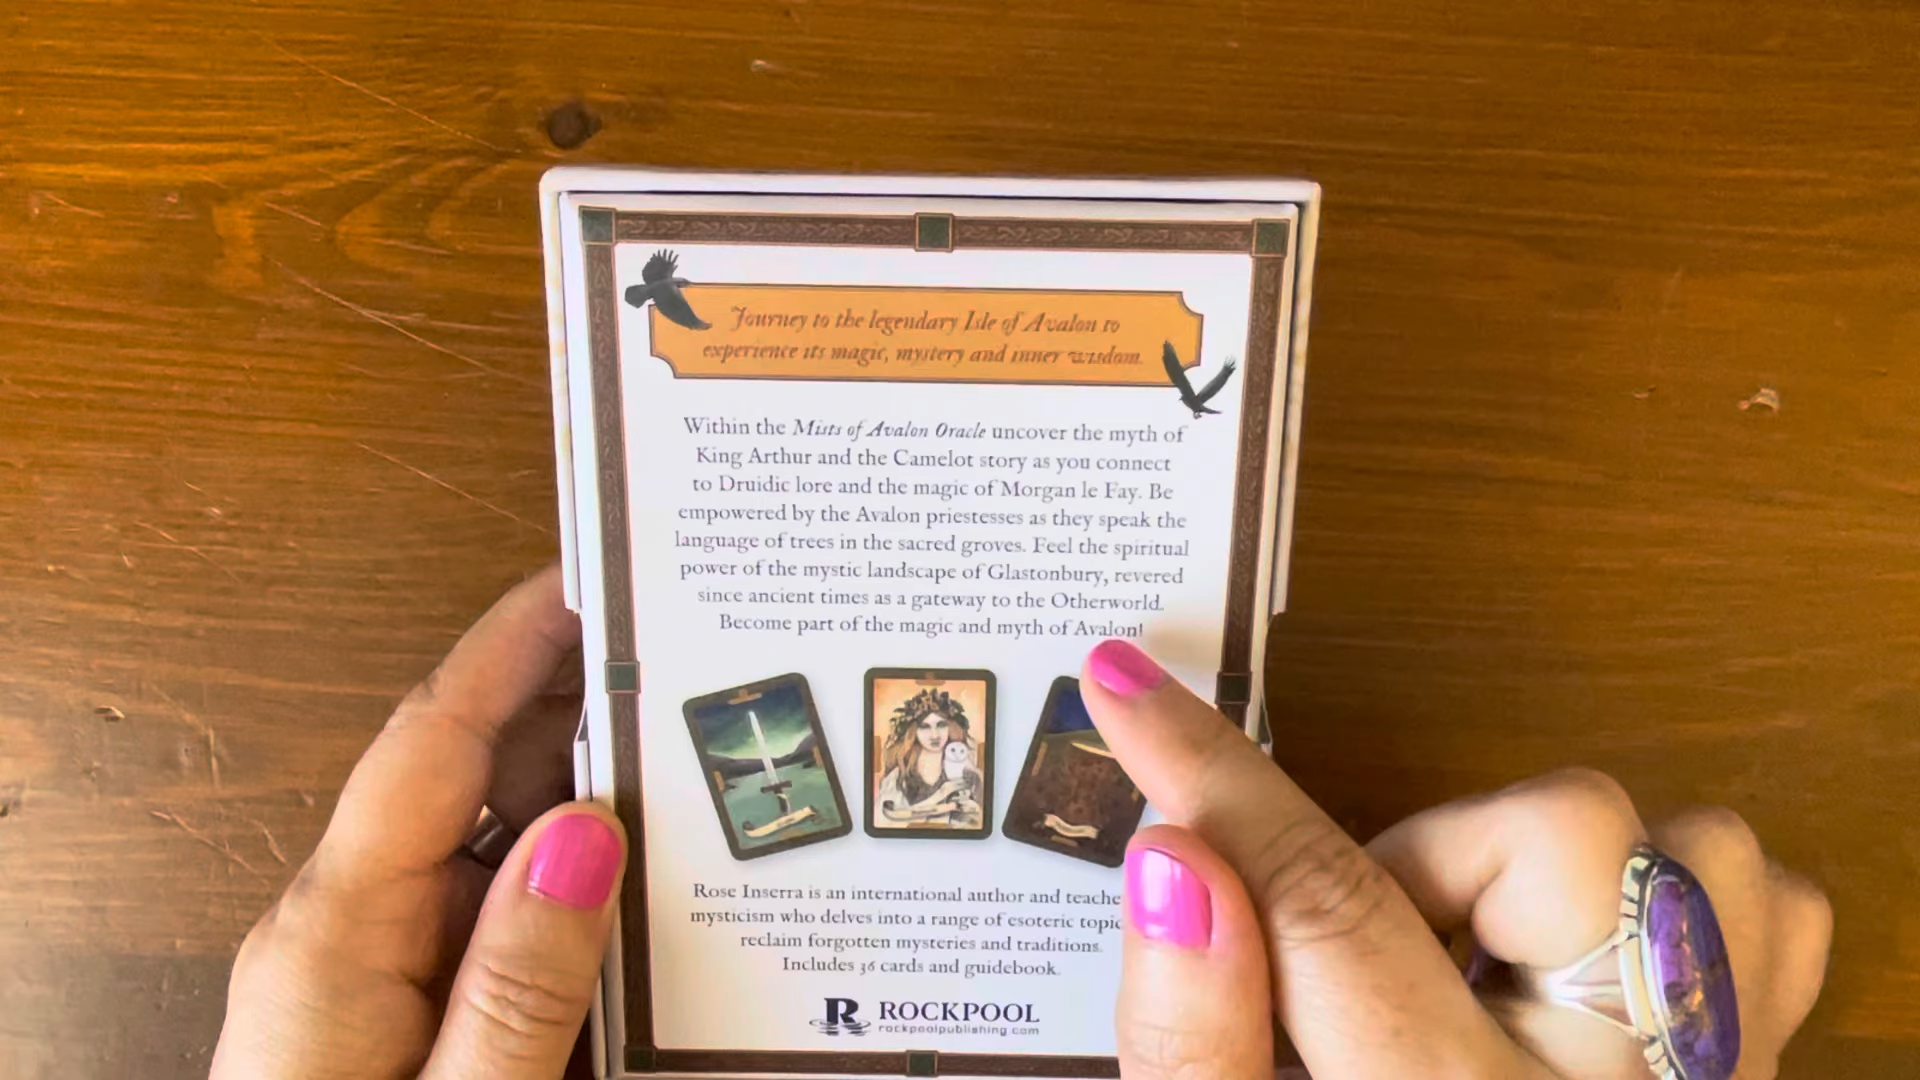 Journey to the legendary Isle of Avalon to
experience its magic, mystery and inner wisdom.
Within the Mists of Avalon Oracle uncover the myth of
King Arthur and the Camelot story as you connect
to Druidic lore and the magic of Morgan le Fay. Be
empowered by the Avalon priestesses as they speak the
language of trees in the sacred groves. Feel the spiritual
power of the mystic landscape of Glastonbury, revered
since ancient times as a gateway to the Otherworld.
Become part of the magic and myth of Avalon!
Rose Inserra is an international author and teache
mysticism who delves into a range of esoteric topic
reclaim forgotten mysteries and traditions.
Includes 36 cards and guidebook.
R ROCKPOOL
rockpoolpublishing.com